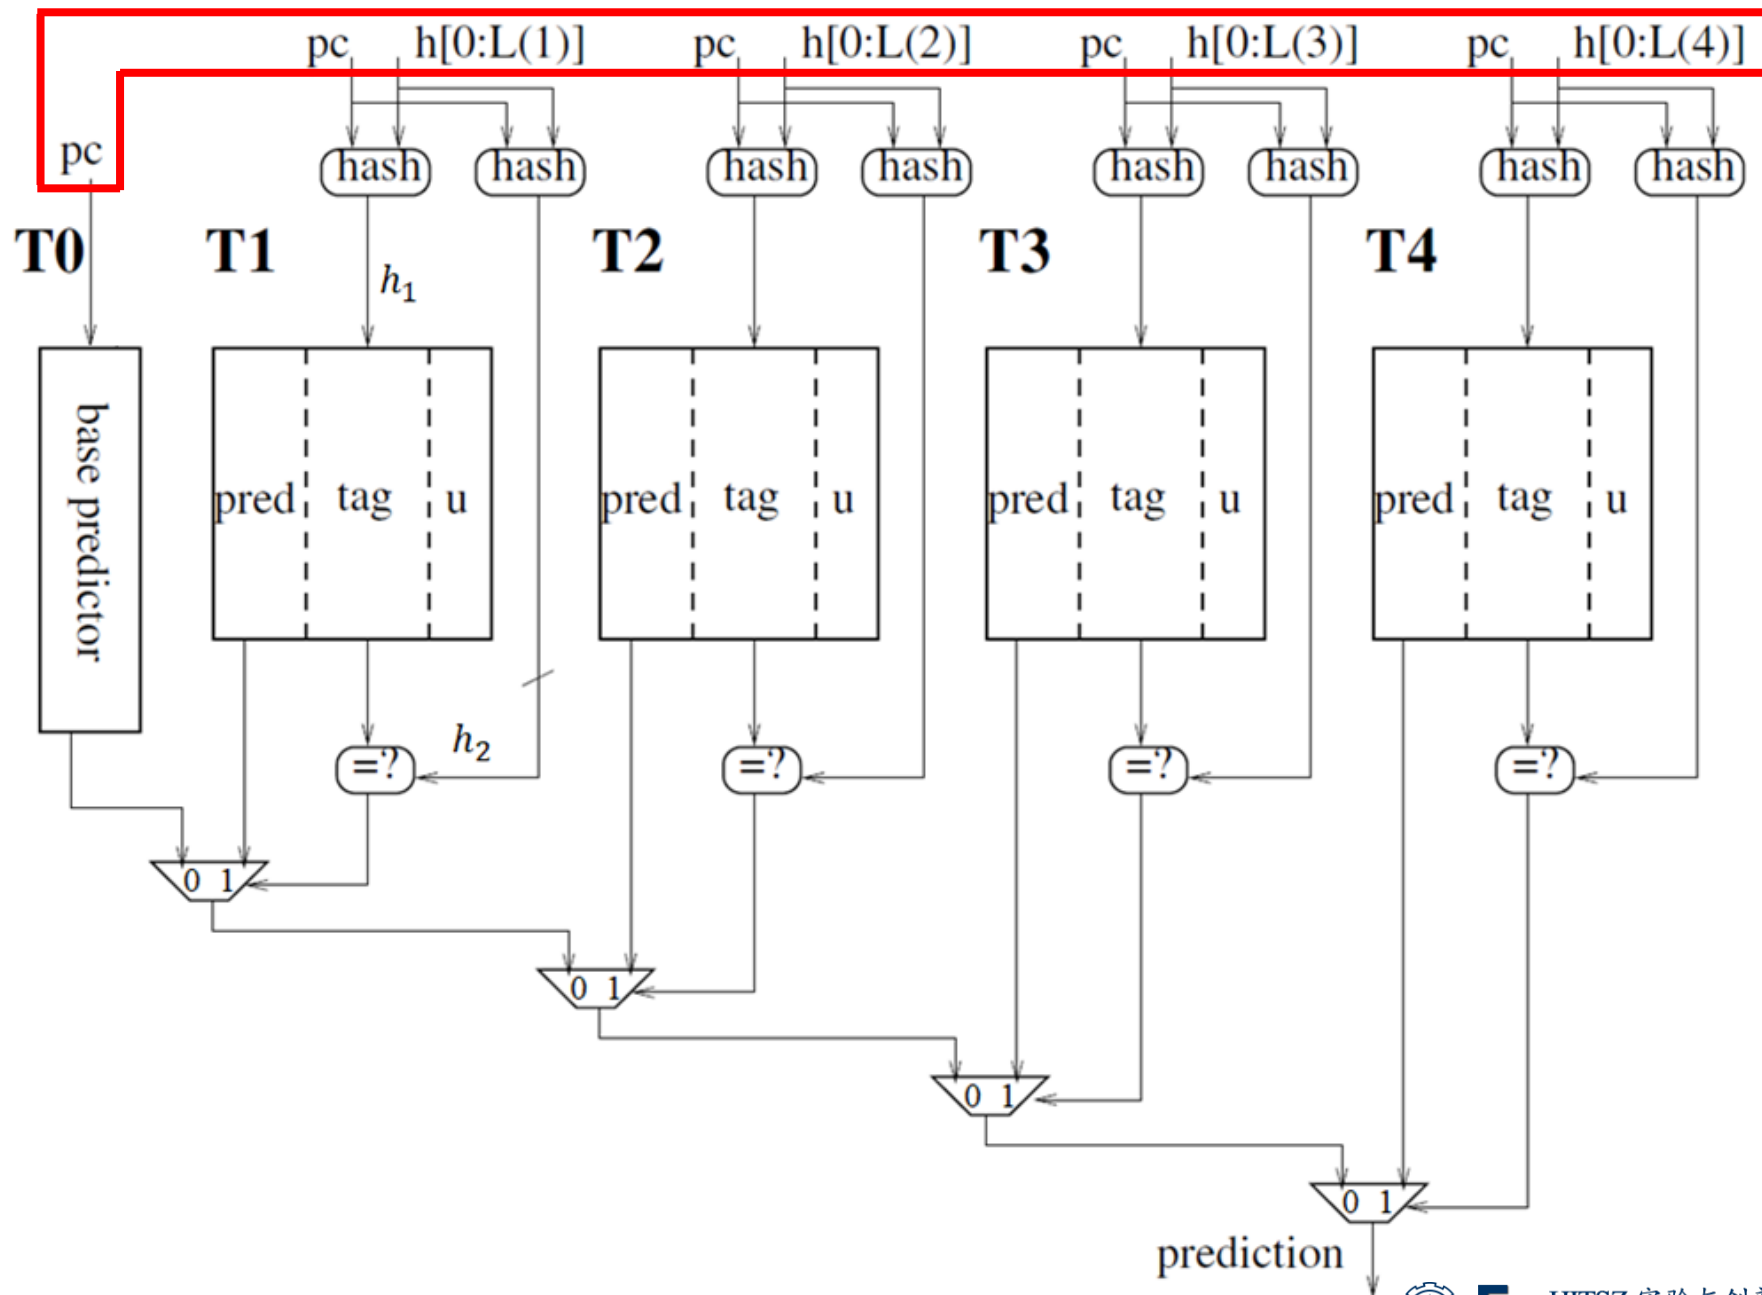 pc h[0:L(1)] pc h[0:L(2)] pc h[0:L(3)] pc h[0:L(4)]
pc
hash hash hash hash hash hash hash hash
T0 T1 T2 T3 T4
h₁
base predictor
pred tag u pred tag u pred tag u pred tag u
h₂
=? =? =? =?
0 1
0 1
0 1
0 1
prediction